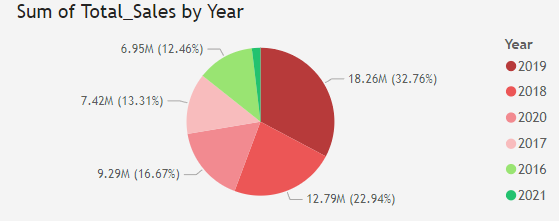 Sum of Total_Sales by Year
6.95M (12.46%)
7.42M (13.31%)
9.29M (16.67%)
18.26M (32.76%)
12.79M (22.94%)
Year
2019
2018
2020
2017
2016
2021